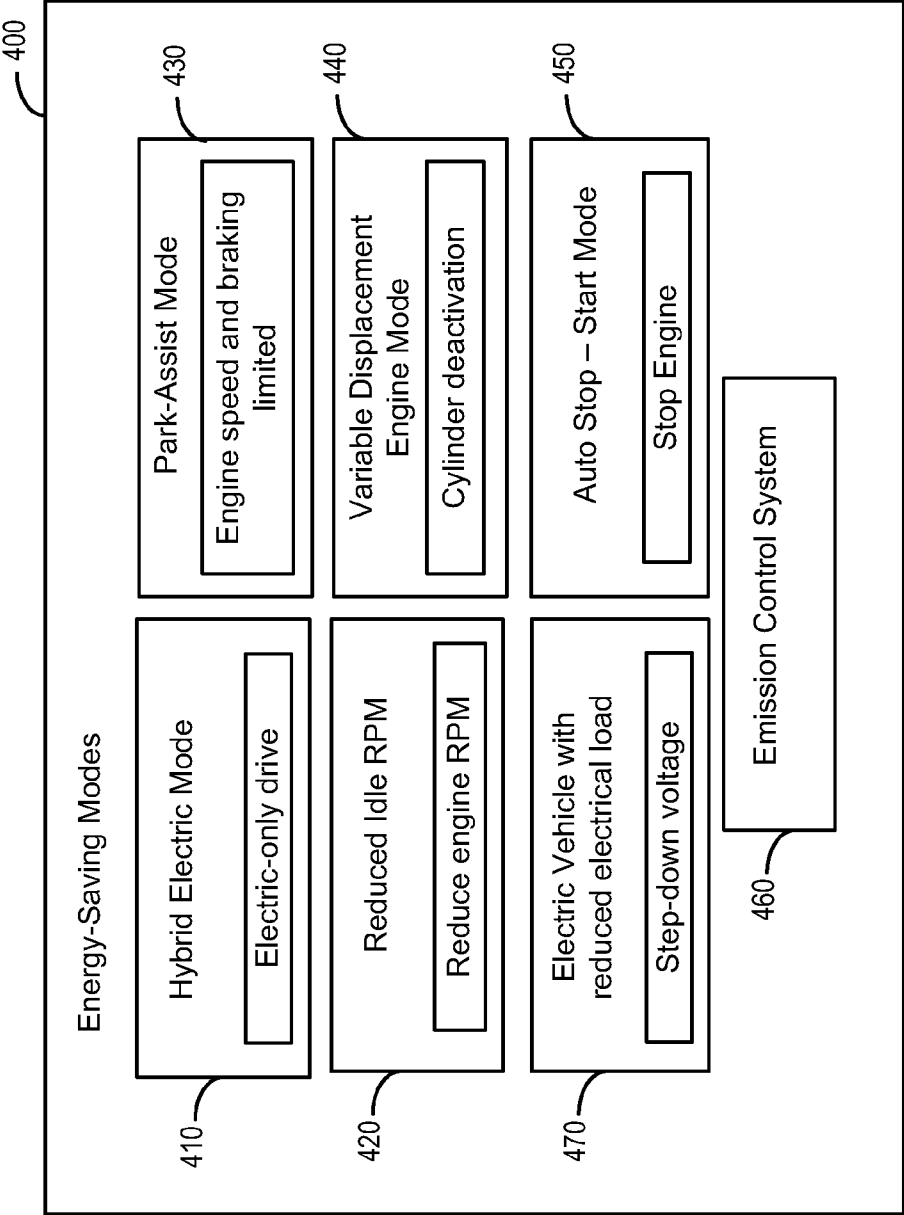 400
Energy-Saving Modes
410
Hybrid Electric Mode
Electric-only drive
430
Park-Assist Mode
Engine speed and braking
limited
420
Reduced Idle RPM
Reduce engine RPM
440
Variable Displacement
Engine Mode
Cylinder deactivation
470
Electric Vehicle with
reduced electrical load
Step-down voltage
450
Auto Stop – Start Mode
Stop Engine
460
Emission Control System